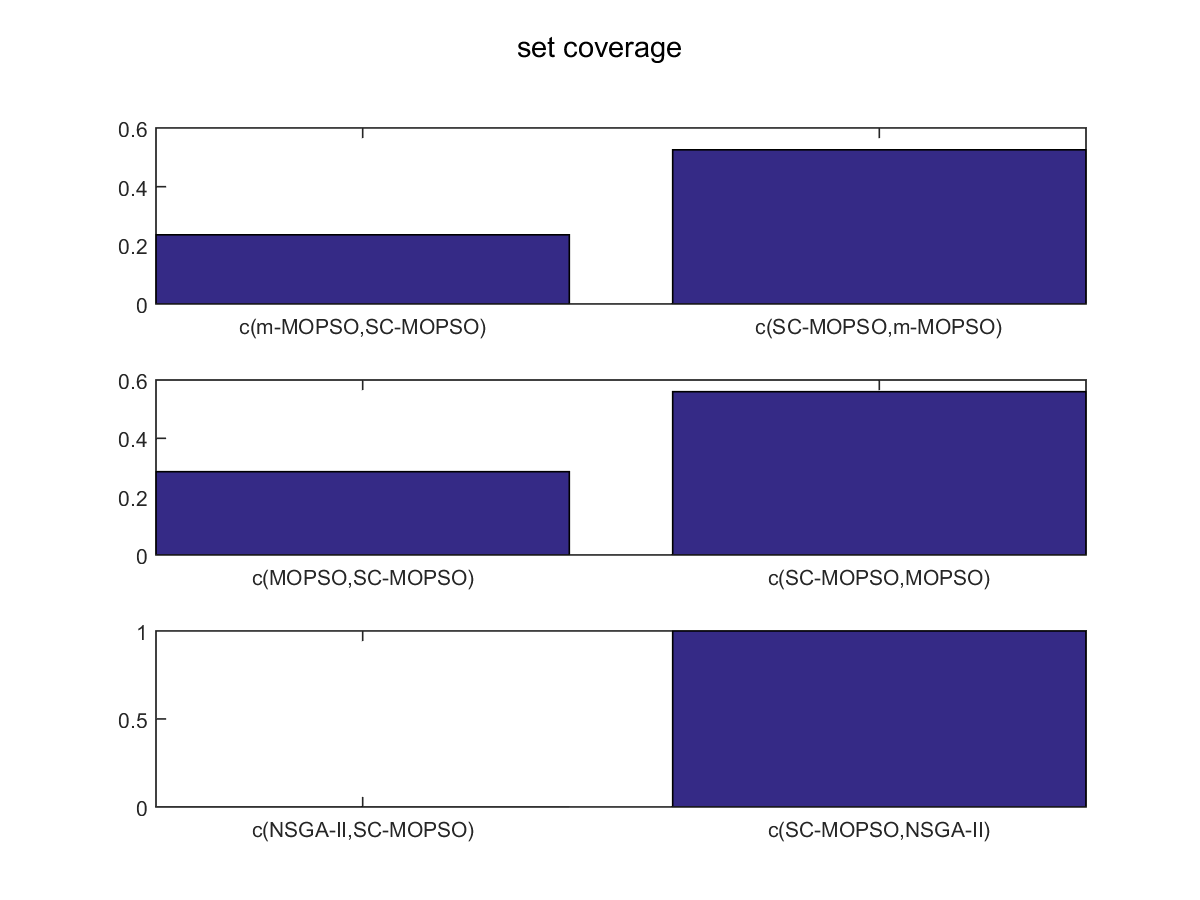 set coverage
0.6
0.4
0.2
0
c(m-MOPSO,SC-MOPSO) c(SC-MOPSO,m-MOPSO)
0.6
0.4
0.2
0
c(MOPSO,SC-MOPSO) c(SC-MOPSO,MOPSO)
1
0.5
0
c(NSGA-II,SC-MOPSO) c(SC-MOPSO,NSGA-II)